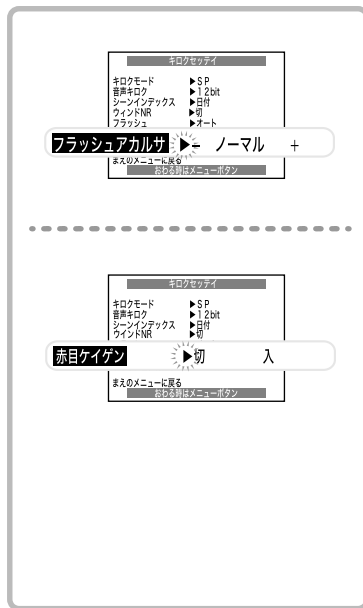 キロクセッテイ
キロクモード ▶SP
音声キロク ▶12bit
シーンインデックス ▶日付
ウィンドNR ▶切
フラッシュ ▶オート
フラッシュアカルサ ▶− ノーマル +
まえのメニューに戻る
おわる時はメニューボタン
キロクセッテイ
キロクモード ▶SP
音声キロク ▶12bit
シーンインデックス ▶日付
ウインドNR ▶切
赤目ケイゲン ▶切 入
まえのメニューに戻る
おわる時はメニューボタン